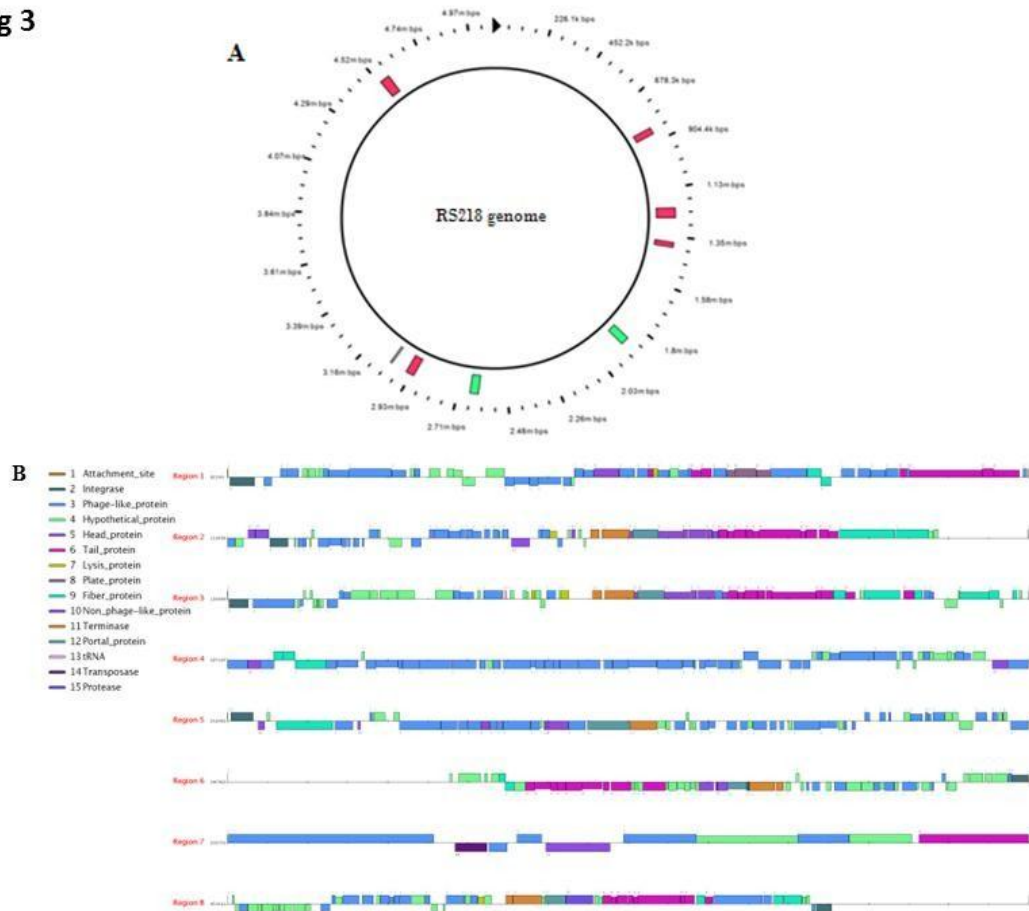 g 3
A
4.97m bps
226.1k bps
4.74m bps
452.2k bps
4.52m bps
678.3k bps
4.29m bps
904.4k bps
4.07m bps
1.13m bps
3.84m bps
RS218 genome
1.35m bps
3.61m bps
1.58m bps
3.39m bps
1.8m bps
3.16m bps
2.03m bps
2.93m bps
2.26m bps
2.71m bps
2.48m bps
B
1 Attachment_site
2 Integrase
3 Phage-like_protein
4 Hypothetical_protein
5 Head_protein
6 Tail_protein
7 Lysis_protein
8 Plate_protein
9 Fiber_protein
10 Non_phage-like_protein
11 Terminase
12 Portal_protein
13 tRNA
14 Transposase
15 Protease
Region 1
Region 2
Region 3
Region 4
Region 5
Region 6
Region 7
Region 8